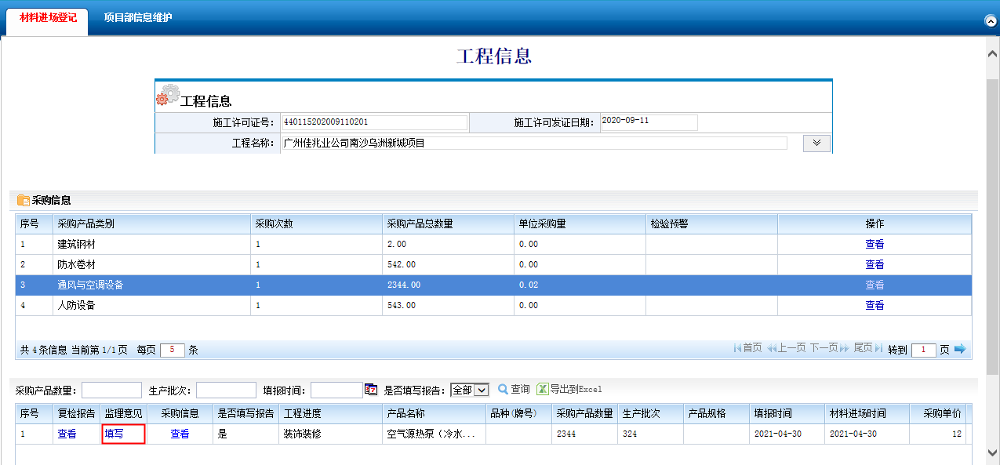 材料进场登记 项目部信息维护
工程信息
工程信息
施工许可证号： 440115202009110201 施工许可发证日期： 2020-09-11
工程名称： 广州佳兆业公司南沙乌洲新城项目
采购信息
序号 采购产品类别 采购次数 采购产品总数量 单位采购量 检验预警 操作
1 建筑钢材 1 2.00 0.00 查看
2 防水卷材 1 542.00 0.00 查看
3 通风与空调设备 1 2344.00 0.02 查看
4 人防设备 1 543.00 0.00 查看
共 4 条信息 当前第 1/1 页 每页 5 条 首页 上一页 下一页 尾页 转到 1 页
采购产品数量： 生产批次： 填报时间： 是否填写报告： 全部 查询 导出到Excel
序号 复检报告 监理意见 采购信息 是否填写报告 工程进度 产品名称 品种(牌号) 采购产品数量 生产批次 产品规格 填报时间 材料进场时间 采购单价
1 查看 填写 查看 是 装饰装修 空气源热泵（冷水... 2344 324 2021-04-30 2021-04-30 12